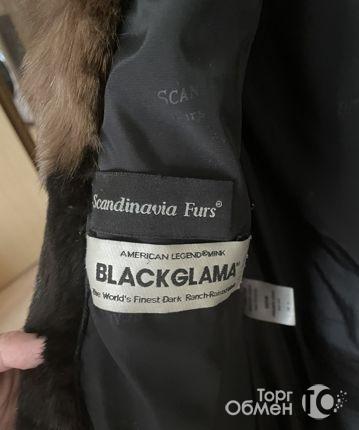 SCAN
Scandinavia Furs®
AMERICAN LEGEND®MINK
BLACKGLAMA®
The World's Finest Dark Ranch-Raised
Торг
Обмен